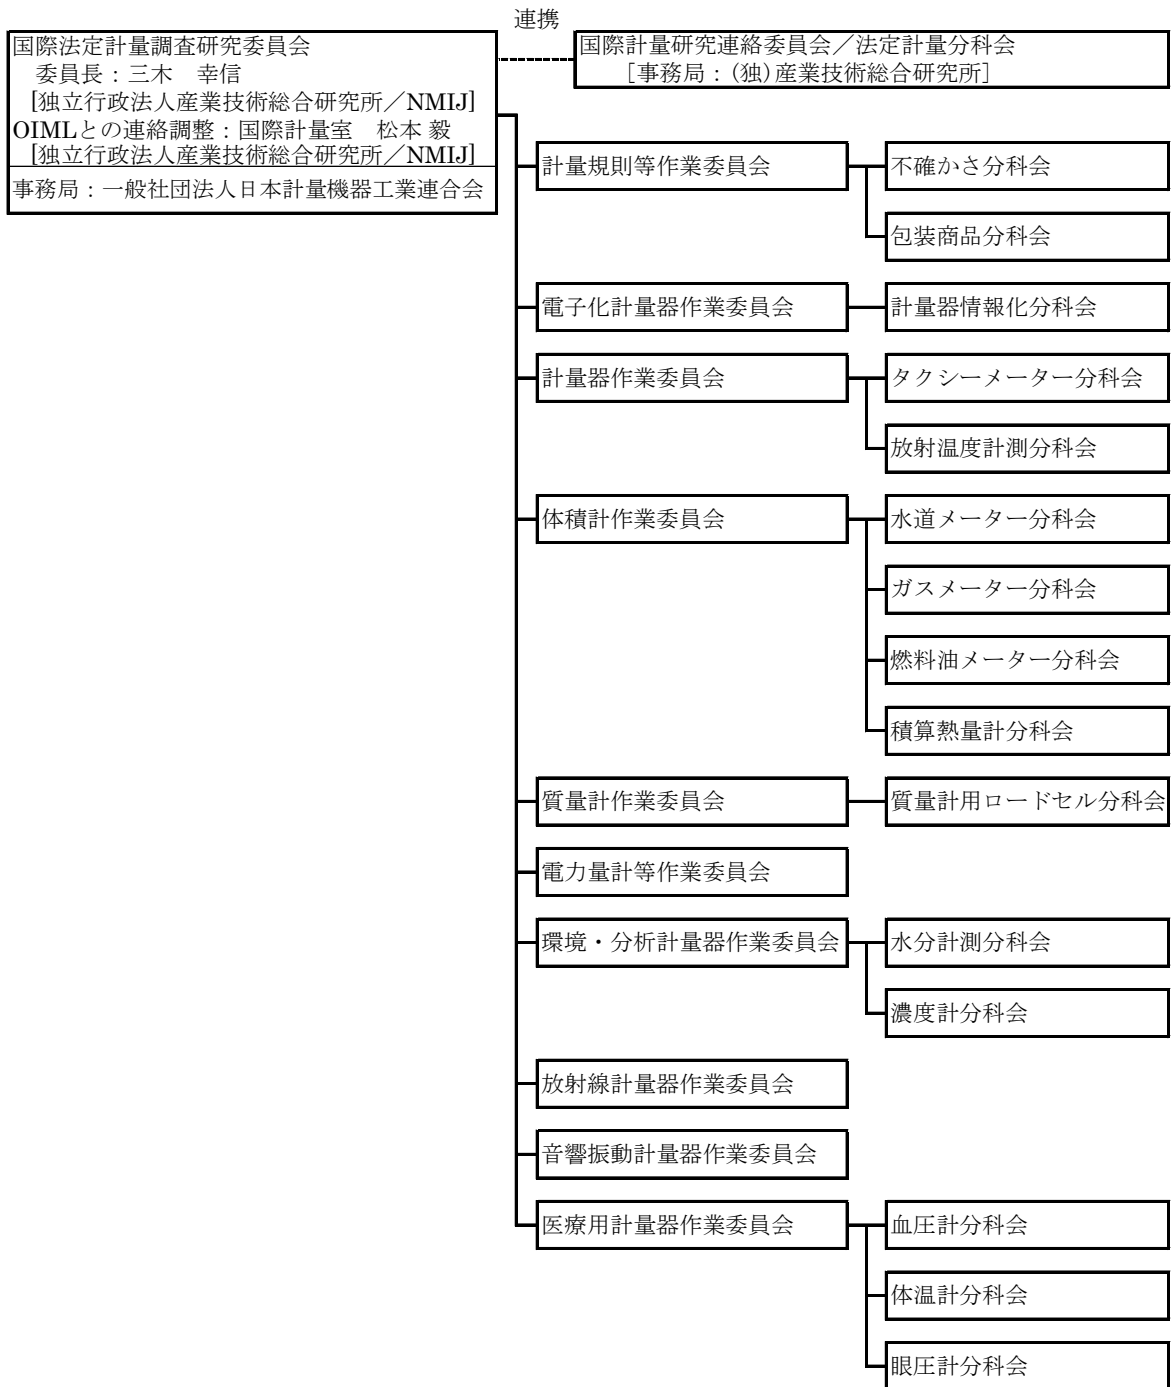 連携
国際法定計量調査研究委員会
委員長：三木　幸信
[独立行政法人産業技術総合研究所／NMIJ]
OIMLとの連絡調整：国際計量室　松本 毅
[独立行政法人産業技術総合研究所／NMIJ]
事務局：一般社団法人日本計量機器工業連合会
国際計量研究連絡委員会／法定計量分科会
[事務局：(独)産業技術総合研究所]
計量規則等作業委員会
不確かさ分科会
包装商品分科会
電子化計量器作業委員会
計量器情報化分科会
計量器作業委員会
タクシーメーター分科会
放射温度計測分科会
体積計作業委員会
水道メーター分科会
ガスメーター分科会
燃料油メーター分科会
積算熱量計分科会
質量計作業委員会
質量計用ロードセル分科会
電力量計等作業委員会
環境・分析計量器作業委員会
水分計測分科会
濃度計分科会
放射線計量器作業委員会
音響振動計量器作業委員会
医療用計量器作業委員会
血圧計分科会
体温計分科会
眼圧計分科会